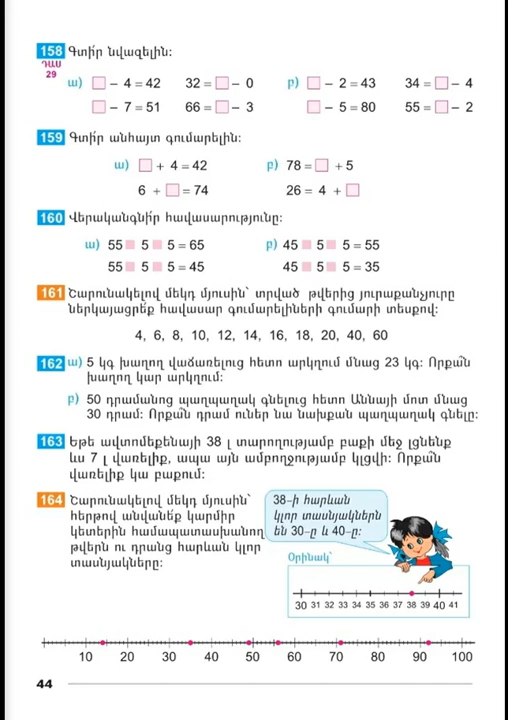 158 Գտի՛ր նվազելին:
ԴԱՍ 29
ա) □ – 4 = 42 32 = □ – 0 բ) □ – 2 = 43 34 = □ – 4
□ – 7 = 51 66 = □ – 3 □ – 5 = 80 55 = □ – 2
159 Գտի՛ր անհայտ գումարելին:
ա) □ + 4 = 42 բ) 78 = □ + 5
6 + □ = 74 26 = 4 + □
160 Վերականգնի՛ր հավասարությունը:
ա) 55 ■ 5 ■ 5 = 65 բ) 45 ■ 5 ■ 5 = 55
55 ■ 5 ■ 5 = 45 45 ■ 5 ■ 5 = 35
161 Շարունակելով մեկդ մյուսին՝ տրված թվերից յուրաքանչյուրը
ներկայացրե՛ք հավասար գումարելիների գումարի տեսքով:
4, 6, 8, 10, 12, 14, 16, 18, 20, 40, 60
162 ա) 5 կգ խաղող վաճառելուց հետո արկղում մնաց 23 կգ: Որքա՞ն
խաղող կար արկղում:
բ) 50 դրամանոց պաղպաղակ գնելուց հետո Աննայի մոտ մնաց
30 դրամ: Որքա՞ն դրամ ուներ նա նախքան պաղպաղակ գնելը:
163 Եթե ավտոմեքենայի 38 լ տարողությամբ բաքի մեջ լցնենք
ևս 7 լ վառելիք, ապա այն ամբողջությամբ կլցվի: Որքա՞ն
վառելիք կա բաքում:
164 Շարունակելով մեկդ մյուսին՝
հերթով անվանե՛ք կարմիր
կետերին համապատասխանող
թվերն ու դրանց հարևան կլոր
տասնյակները:
38-ի հարևան
կլոր տասնյակներն
են 30-ը և 40-ը:
Օրինակ՝
30 31 32 33 34 35 36 37 38 39 40 41
10 20 30 40 50 60 70 80 90 100
44